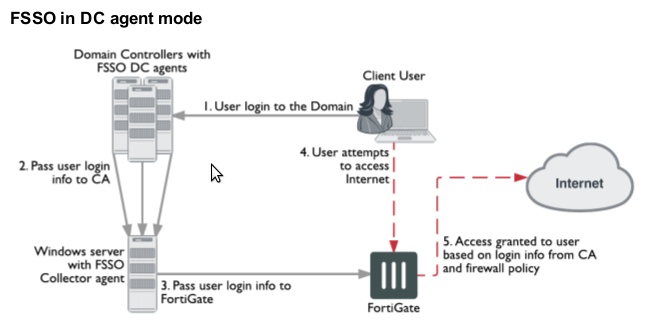 FSSO in DC agent mode
Domain Controllers with
FSSO DC agents
Client User
1. User login to the Domain
4. User attempts
to access
Internet
2. Pass user login
info to CA
Internet
Windows server
with FSSO
Collector agent
3. Pass user login info to
FortiGate
5. Access granted to user
based on login info from CA
and firewall policy
FortiGate